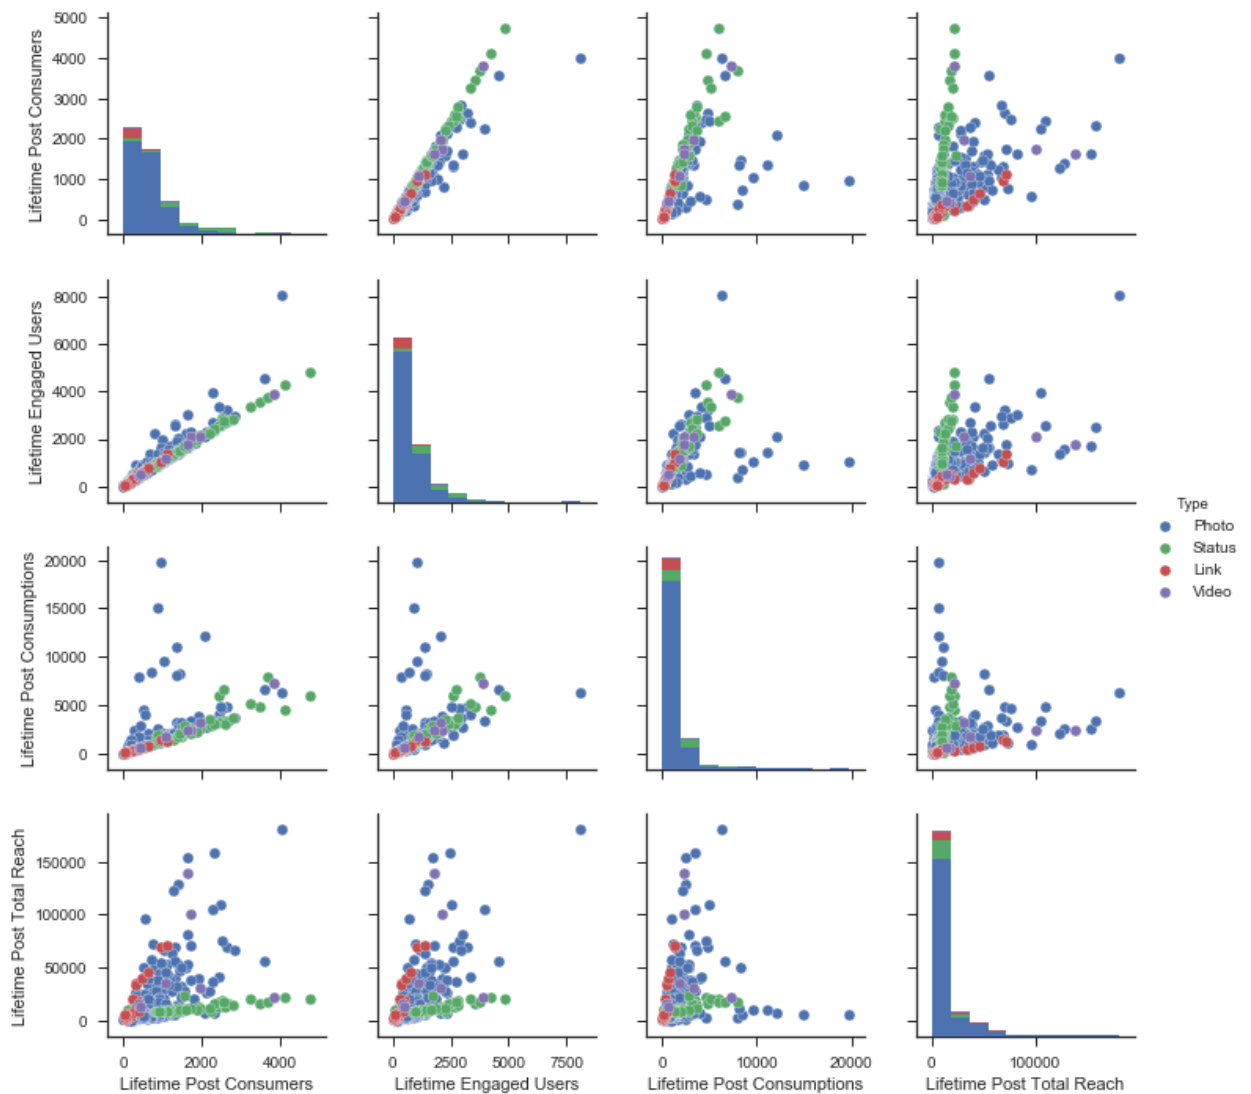 5000
4000
3000
2000
1000
0
Lifetime Post Consumers
8000
6000
4000
2000
0
Lifetime Engaged Users
Type
Photo
Status
Link
Video
20000
15000
10000
5000
0
Lifetime Post Consumptions
150000
100000
50000
0
Lifetime Post Total Reach
0 2000 4000
Lifetime Post Consumers
0 2500 5000 7500
Lifetime Engaged Users
0 10000 20000
Lifetime Post Consumptions
0 100000
Lifetime Post Total Reach